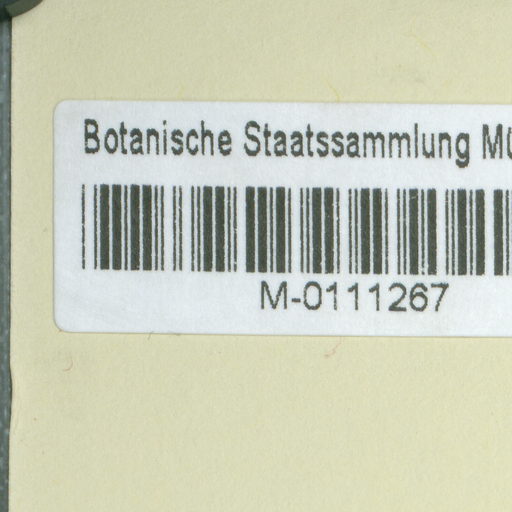 Botanische Staatssammlung
M-0111267